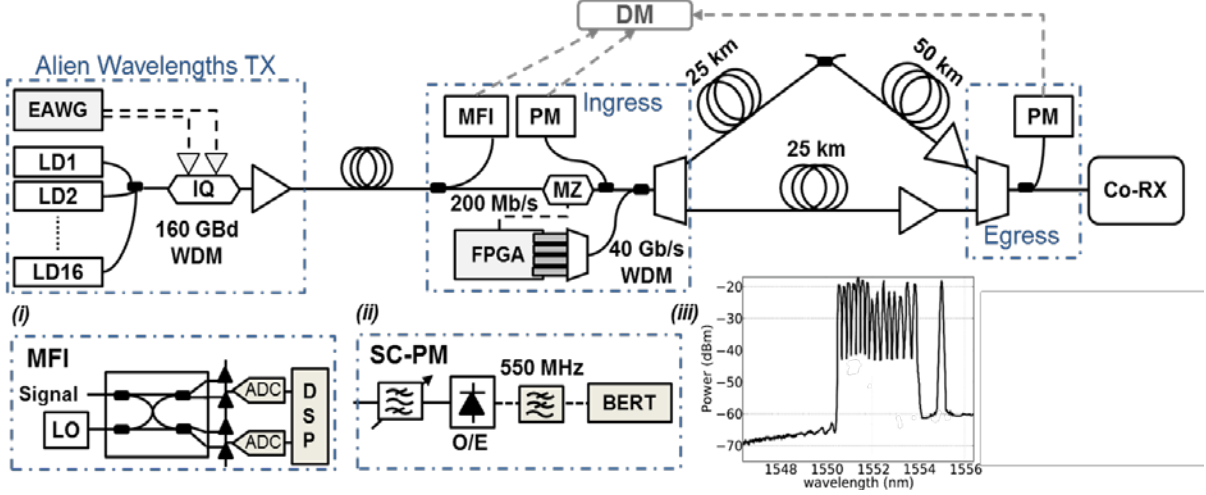 DM
Alien Wavelengths TX
EAWG
LD1
LD2
LD16
IQ
160 GBd
WDM
MFI
PM
Ingress
MZ
200 Mb/s
FPGA
40 Gb/s
WDM
25 km
50 km
25 km
PM
Egress
Co-RX
(i)
MFI
Signal
LO
ADC
ADC
D
S
P
(ii)
SC-PM
550 MHz
O/E
BERT
(iii)
Power (dBm)
−20
−30
−40
−50
−60
−70
1548 1550 1552 1554 1556
wavelength (nm)